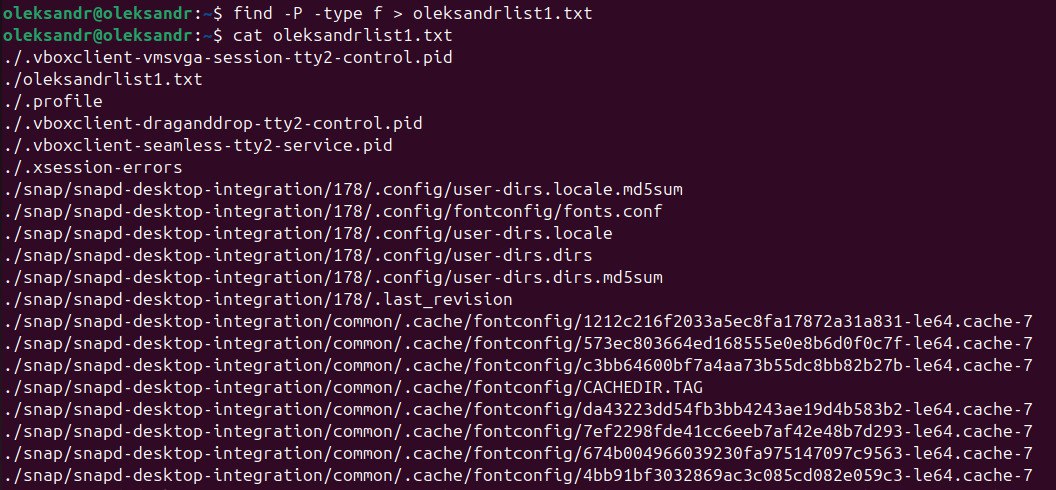 oleksandr@oleksandr:~$ find -P -type f > oleksandrlist1.txt
oleksandr@oleksandr:~$ cat oleksandrlist1.txt
./.vboxclient-vmsvga-session-tty2-control.pid
./oleksandrlist1.txt
./.profile
./.vboxclient-draganddrop-tty2-control.pid
./.vboxclient-seamless-tty2-service.pid
./.xsession-errors
./snap/snapd-desktop-integration/178/.config/user-dirs.locale.md5sum
./snap/snapd-desktop-integration/178/.config/fontconfig/fonts.conf
./snap/snapd-desktop-integration/178/.config/user-dirs.locale
./snap/snapd-desktop-integration/178/.config/user-dirs.dirs
./snap/snapd-desktop-integration/178/.config/user-dirs.dirs.md5sum
./snap/snapd-desktop-integration/178/.last_revision
./snap/snapd-desktop-integration/common/.cache/fontconfig/1212c216f2033a5ec8fa17872a31a831-le64.cache-7
./snap/snapd-desktop-integration/common/.cache/fontconfig/573ec803664ed168555e0e8b6d0f0c7f-le64.cache-7
./snap/snapd-desktop-integration/common/.cache/fontconfig/c3bb64600bf7a4aa73b55dc8bb82b27b-le64.cache-7
./snap/snapd-desktop-integration/common/.cache/fontconfig/CACHEDIR.TAG
./snap/snapd-desktop-integration/common/.cache/fontconfig/da43223dd54fb3bb4243ae19d4b583b2-le64.cache-7
./snap/snapd-desktop-integration/common/.cache/fontconfig/7ef2298fde41cc6eeb7af42e48b7d293-le64.cache-7
./snap/snapd-desktop-integration/common/.cache/fontconfig/674b004966039230fa975147097c9563-le64.cache-7
./snap/snapd-desktop-integration/common/.cache/fontconfig/4bb91bf3032869ac3c085cd082e059c3-le64.cache-7